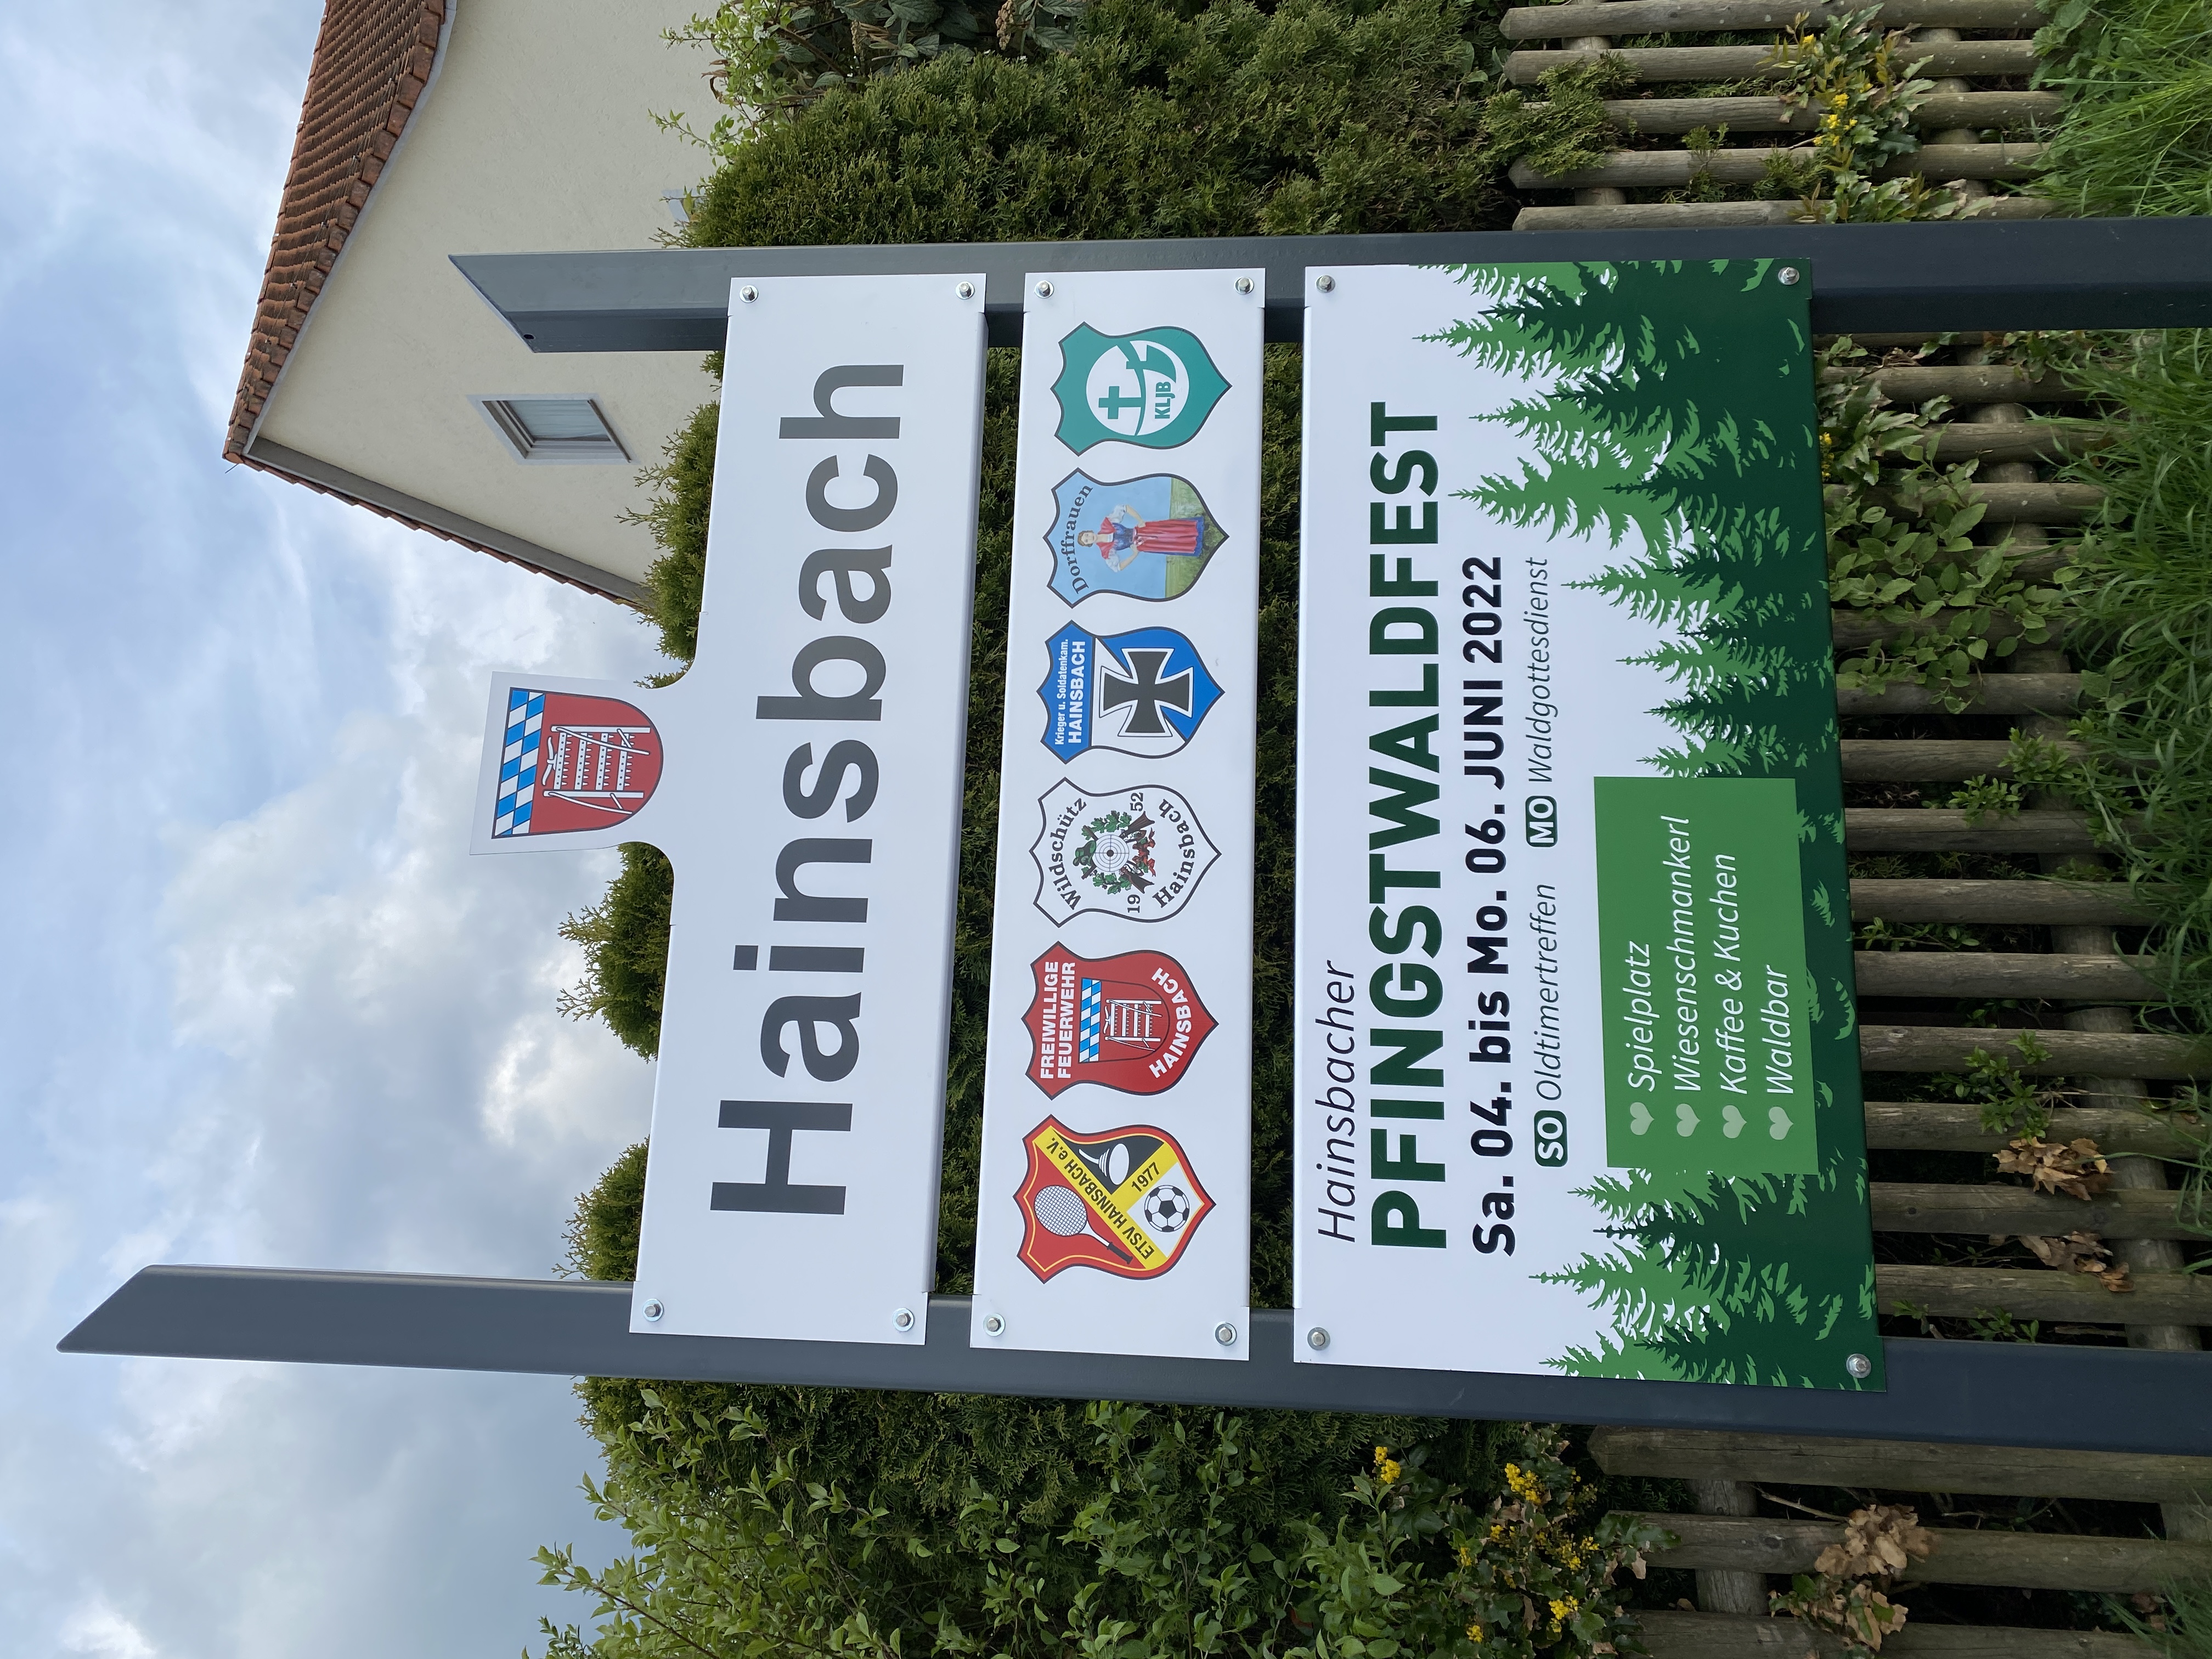 Hainsbach
ETSV HAINSBACH e.V.
1977
FREIWILLIGE
FEUERWEHR
HAINSBACH
Wildschütz
19 52
Hainsbach
Krieger u. Soldatenkam.
HAINSBACH
Dorffrauen
KLJB
Hainsbacher
PFINGSTWALDFEST
Sa. 04. bis Mo. 06. JUNI 2022
SO Oldtimertreffen MO Waldgottesdienst
Spielplatz
Wiesenschmankerl
Kaffee & Kuchen
Waldbar